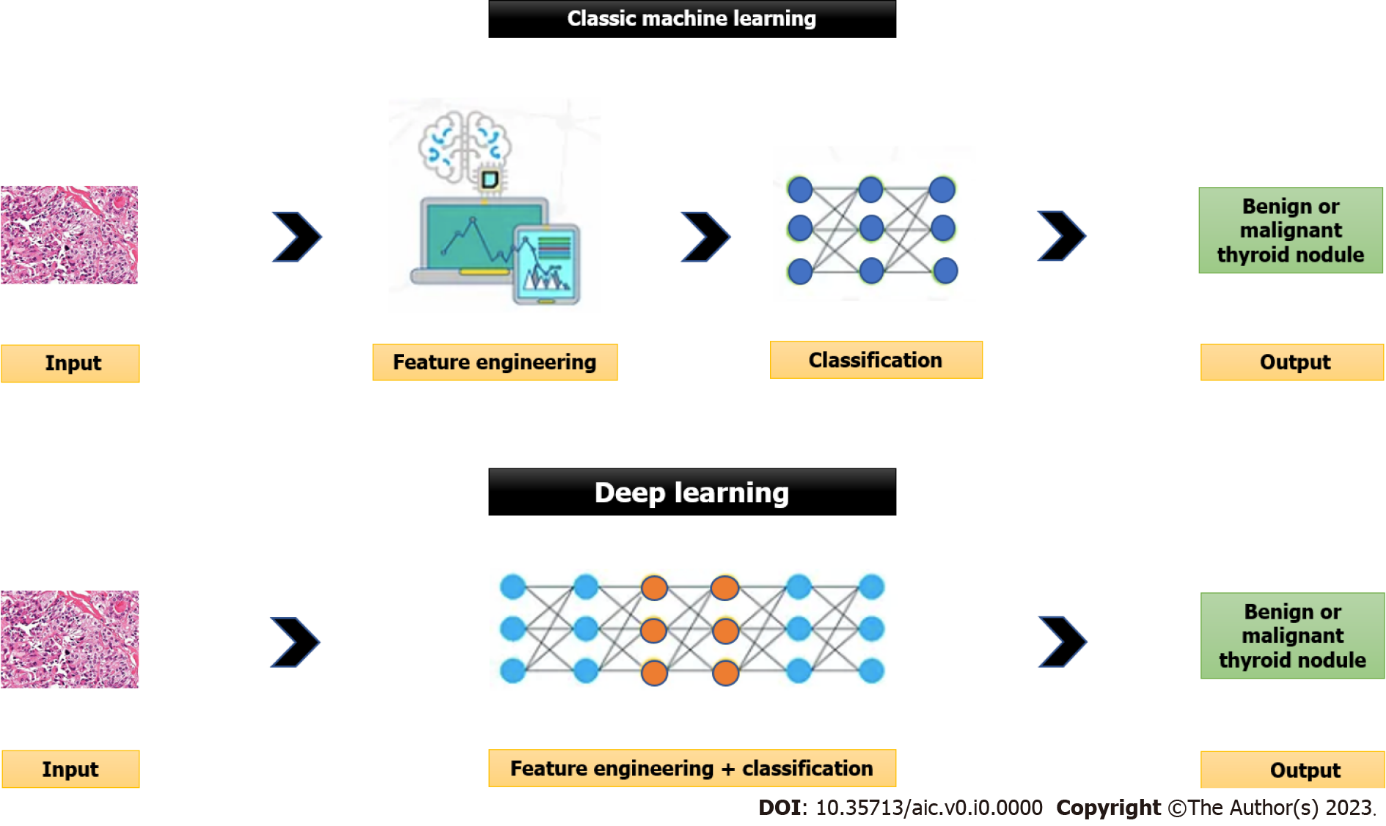 Classic machine learning
Benign or
malignant
thyroid nodule
Input
Feature engineering
Classification
Output
Deep learning
Benign or
malignant
thyroid nodule
Input
Feature engineering + classification
Output
DOI: 10.35713/aic.v0.i0.0000 Copyright ©The Author(s) 2023.